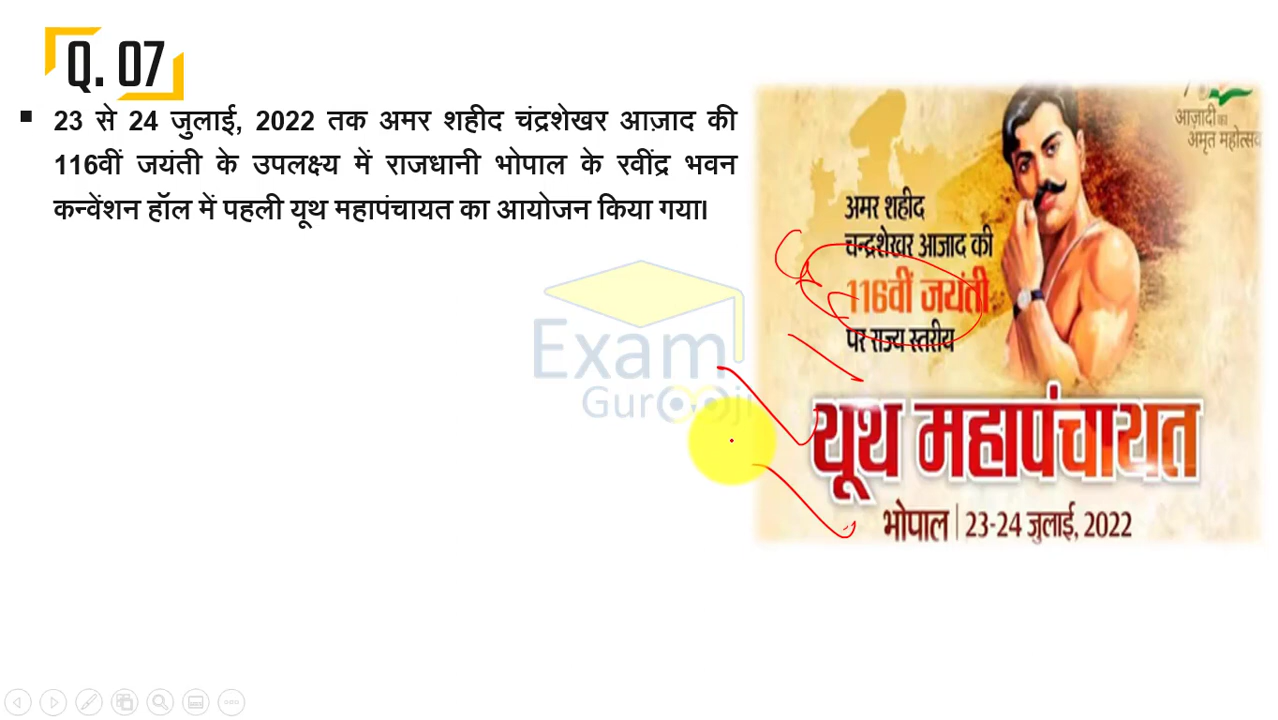 Q. 07
23 से 24 जुलाई, 2022 तक अमर शहीद चंद्रशेखर आज़ाद की
116वीं जयंती के उपलक्ष्य में राजधानी भोपाल के रवींद्र भवन
कन्वेंशन हॉल में पहली यूथ महापंचायत का आयोजन किया गया।
आज़ादी का
अमृत महोत्सव
अमर शहीद
चन्द्रशेखर आजाद की
116वीं जयंती
पर राज्य स्तरीय
यूथ महापंचायत
भोपाल | 23-24 जुलाई, 2022
Exam
Gurooji